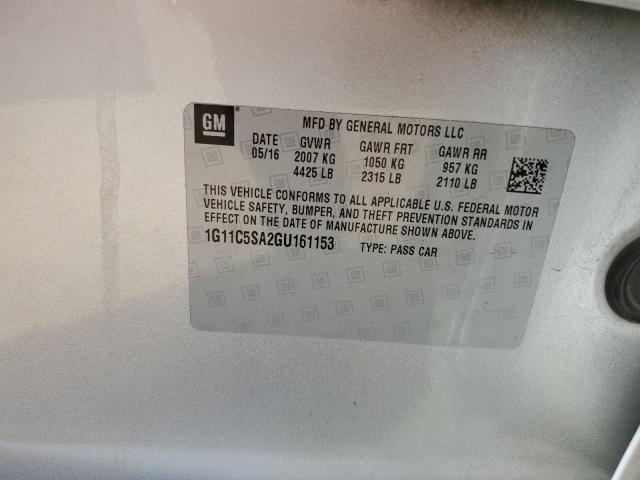 GM
MFD BY GENERAL MOTORS LLC
DATE GVWR GAWR FRT GAWR RR
05/16 2007 KG 1050 KG 957 KG
4425 LB 2315 LB 2110 LB
THIS VEHICLE CONFORMS TO ALL APPLICABLE U.S. FEDERAL MOTOR
VEHICLE SAFETY, BUMPER, AND THEFT PREVENTION STANDARDS IN
EFFECT ON THE DATE OF MANUFACTURE SHOWN ABOVE.
1G11C5SA2GU161153 TYPE: PASS CAR